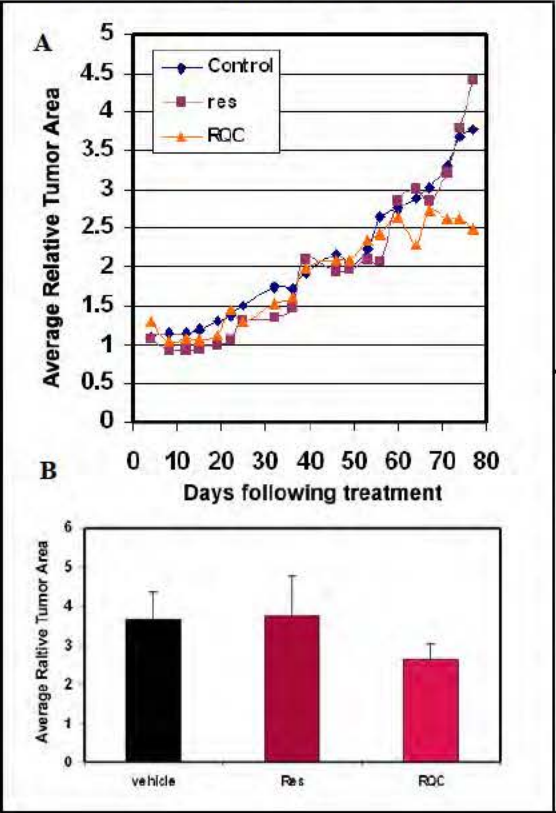 A
Average Relative Tumor Area
5
4.5
4
3.5
3
2.5
2
1.5
1
0.5
0
Control
res
RQC
0 10 20 30 40 50 60 70 80
Days following treatment
B
Average Raltive Tumor Area
6
5
4
3
2
1
0
vehicle Res RQC